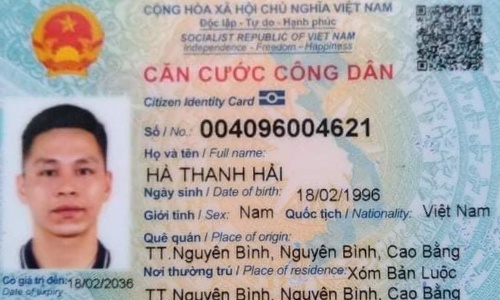 CỘNG HÒA XÃ HỘI CHỦ NGHĨA VIỆT NAM
Độc lập - Tự do - Hạnh phúc
SOCIALIST REPUBLIC OF VIET NAM
Independence - Freedom - Happiness
CĂN CƯỚC CÔNG DÂN
Citizen Identity Card
Số / No.: 004096004621
Họ và tên / Full name:
HÀ THANH HẢI
Ngày sinh / Date of birth: 18/02/1996
Giới tính / Sex: Nam Quốc tịch / Nationality: Việt Nam
Quê quán / Place of origin:
TT.Nguyên Bình, Nguyên Bình, Cao Bằng
Nơi thường trú / Place of residence: Xóm Bản Luộc
TT.Nguyên Bình, Nguyên Bình, Cao Bằng
Có giá trị đến: 18/02/2036
Date of expiry